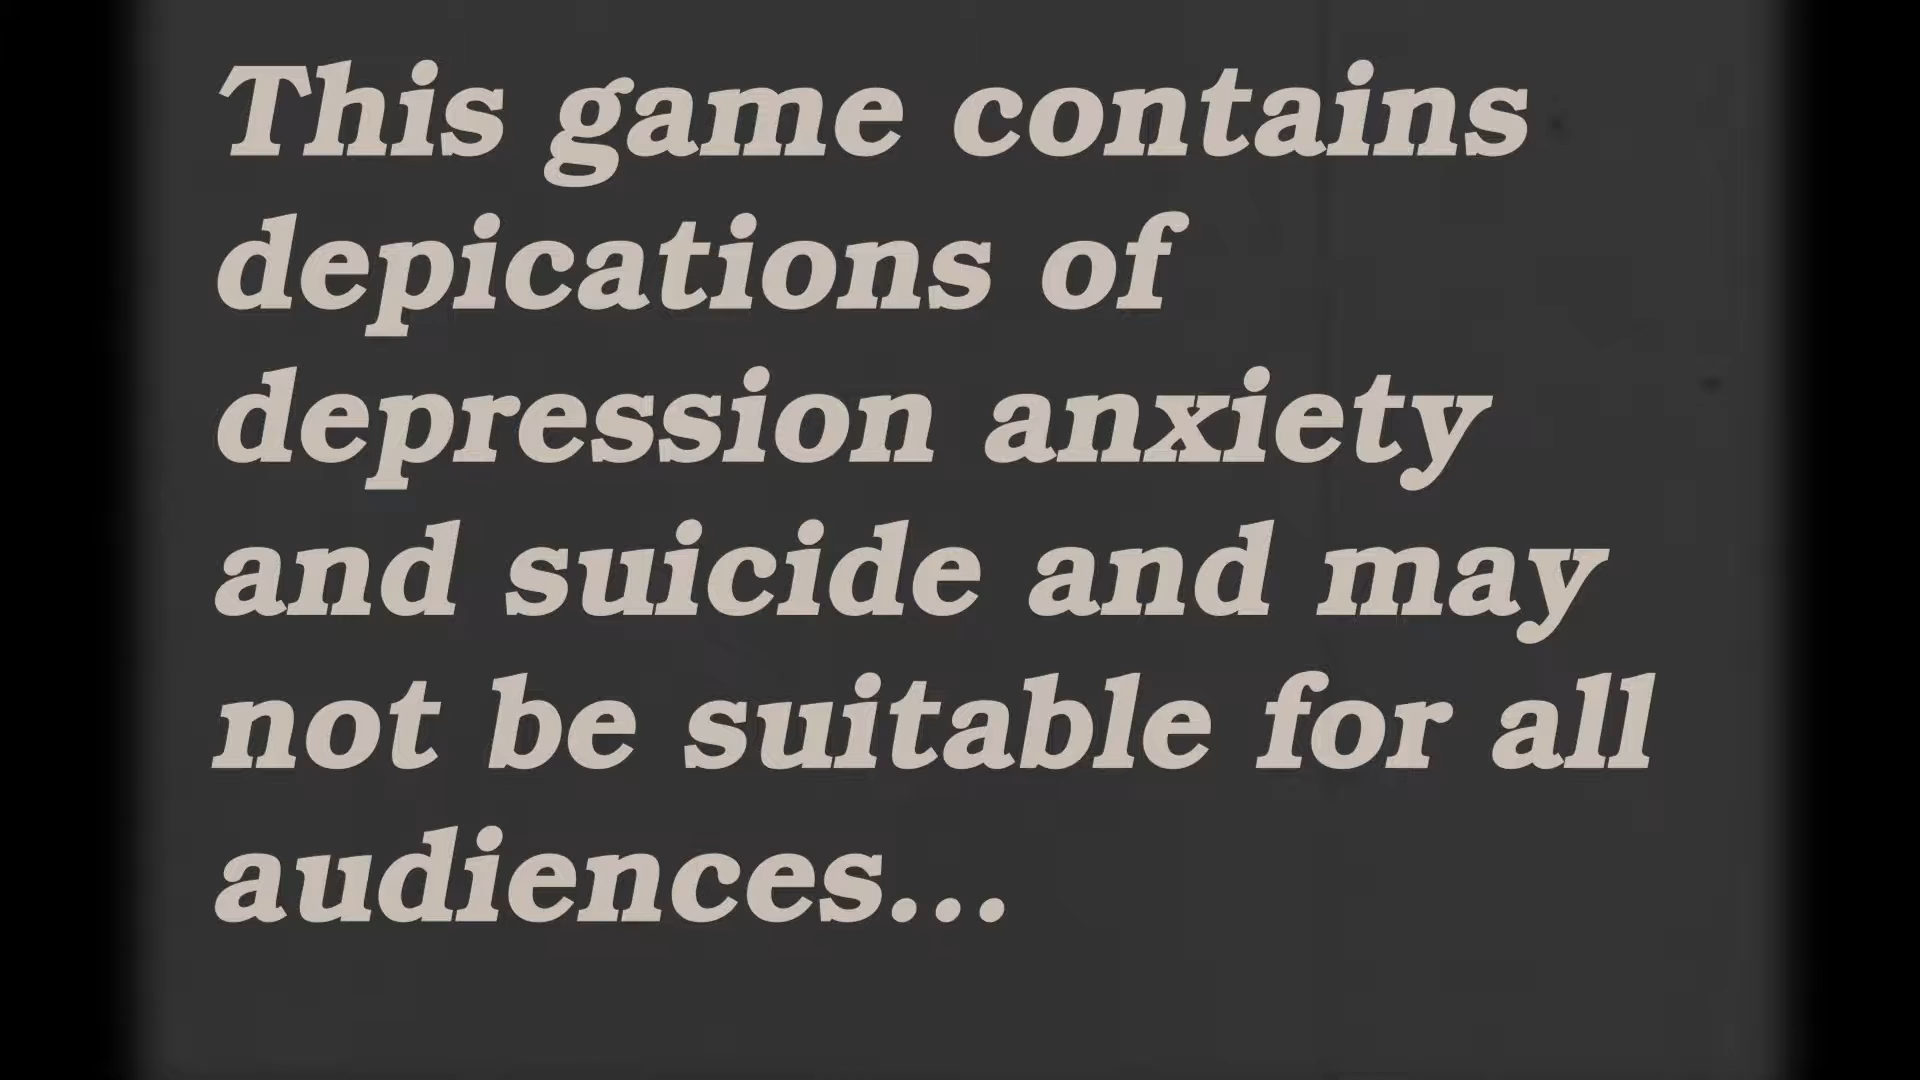 This game contains
depications of
depression anxiety
and suicide and may
not be suitable for all
audiences...